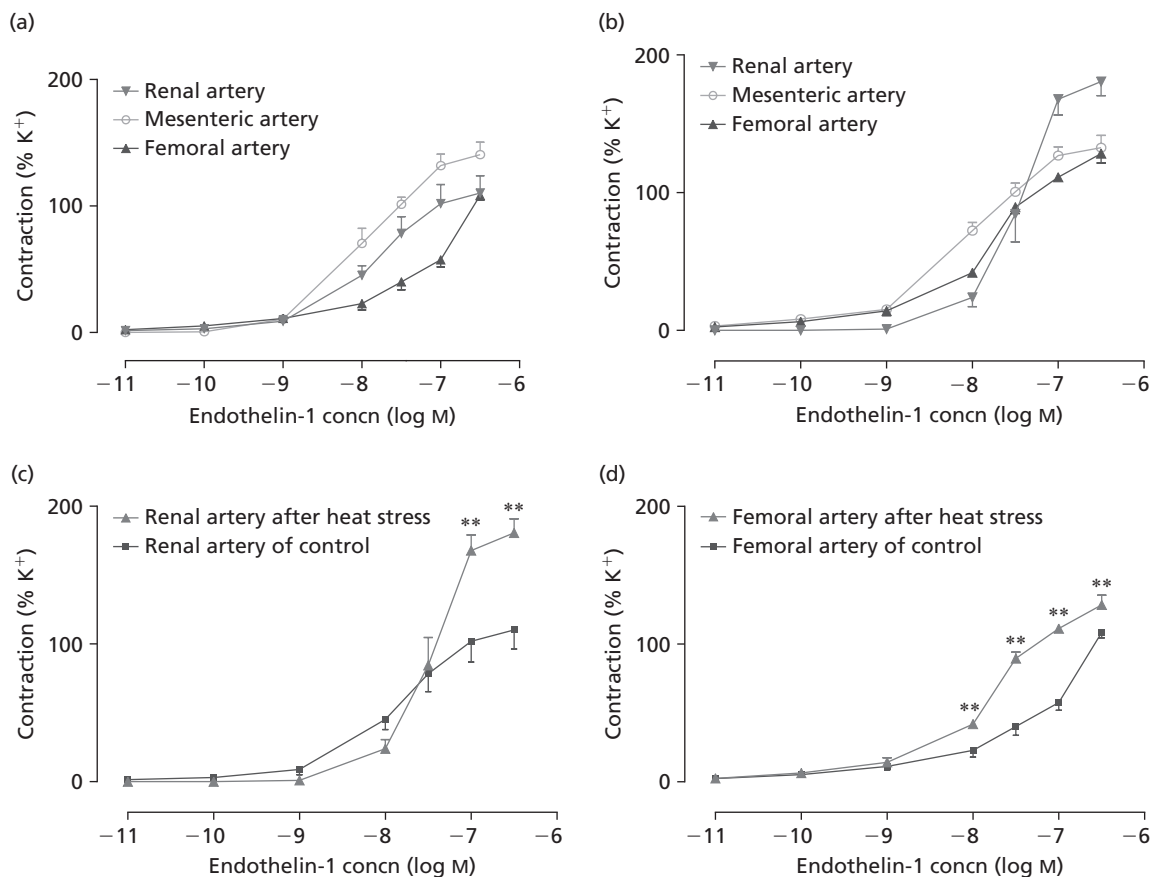 (a)
200
Renal artery
Mesenteric artery
Femoral artery
100
0
Contraction (% K+)
−11 −10 −9 −8 −7 −6
Endothelin-1 concn (log M)
(b)
200
Renal artery
Mesenteric artery
Femoral artery
100
0
Contraction (% K+)
−11 −10 −9 −8 −7 −6
Endothelin-1 concn (log M)
(c)
200
Renal artery after heat stress
Renal artery of control
** **
100
0
Contraction (% K+)
−11 −10 −9 −8 −7 −6
Endothelin-1 concn (log M)
(d)
200
Femoral artery after heat stress
Femoral artery of control
** ** ** **
100
0
Contraction (% K+)
−11 −10 −9 −8 −7 −6
Endothelin-1 concn (log M)